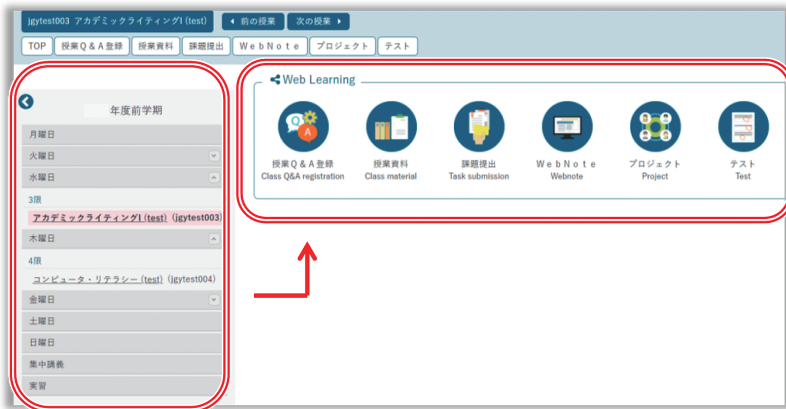 jgytest003 アカデミックライティングI (test)
前の授業
次の授業
TOP
授業Q&A登録
授業資料
課題提出
WebNote
プロジェクト
テスト
年度前学期
月曜日
火曜日
水曜日
3限
アカデミックライティングI (test) (jgytest003)
木曜日
4限
コンピュータ・リテラシー (test) (jgytest004)
金曜日
土曜日
日曜日
集中講義
実習
Web Learning
授業Q&A登録
Class Q&A registration
授業資料
Class material
課題提出
Task submission
WebNote
Webnote
プロジェクト
Project
テスト
Test